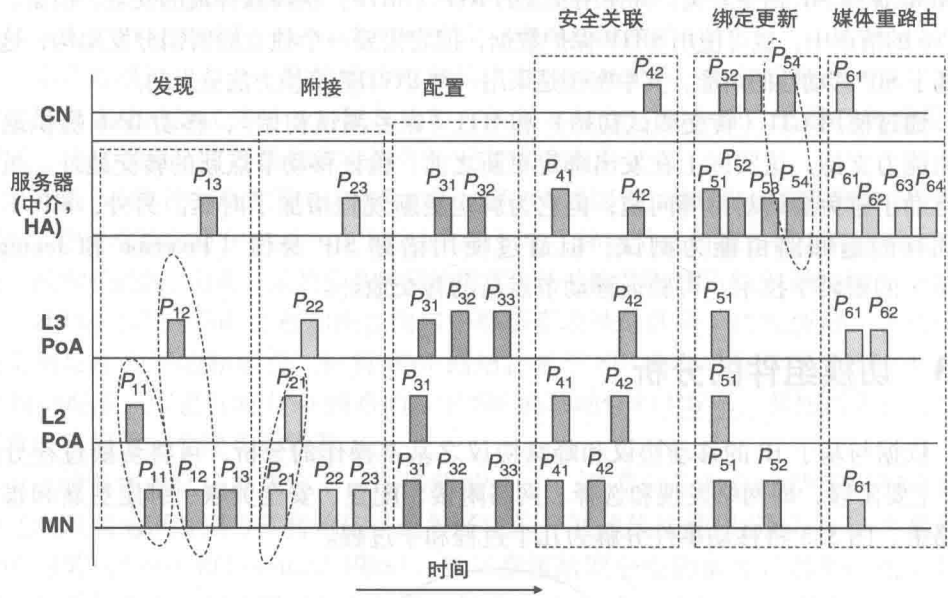 安全关联 绑定更新 媒体重路由
发现 附接 配置
CN P42 P52 P54 P61
服务器
(中介,
HA)
P13 P23 P31 P32 P41 P42 P51 P52 P53 P54 P61 P62 P63 P64
L3
PoA
P12 P22 P31 P32 P33 P42 P51 P61 P62
L2
PoA
P11 P21 P31 P41 P42 P51
MN P11 P12 P13 P21 P22 P23 P31 P32 P33 P41 P42 P51 P52 P61
时间